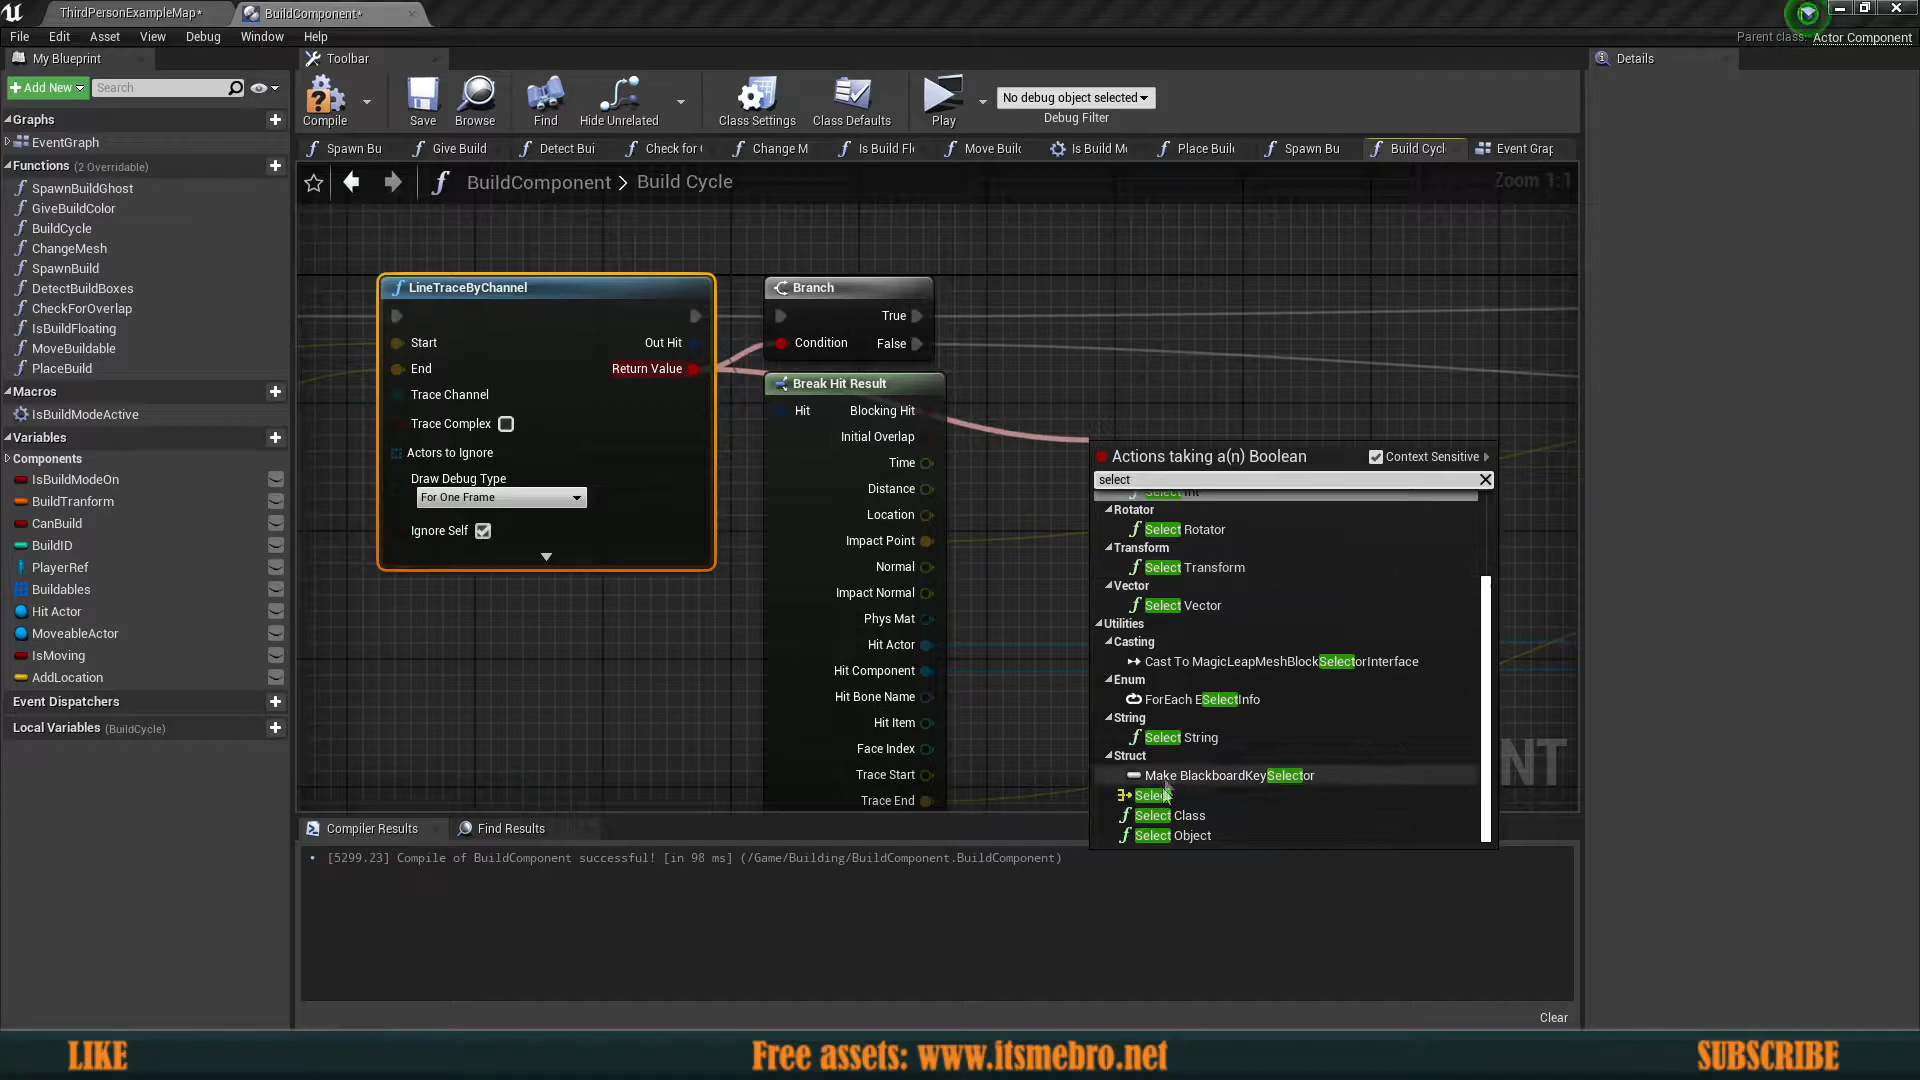 ThirdPersonExampleMap*
BuildComponent*
File Edit Asset View Debug Window Help
Parent class: Actor Component
My Blueprint
Toolbar
Details
Add New
Search
Compile
Save
Browse
Find
Hide Unrelated
Class Settings
Class Defaults
Play
No debug object selected
Debug Filter
Spawn Bu
Give Build
Detect Bui
Check for
Change M
Is Build Fl
Move Build
Is Build M
Place Buil
Spawn Bu
Build Cycl
Event Grap
BuildComponent > Build Cycle
Zoom 1:1
Graphs
EventGraph
Functions (2 Overridable)
SpawnBuildGhost
GiveBuildColor
BuildCycle
ChangeMesh
SpawnBuild
DetectBuildBoxes
CheckForOverlap
IsBuildFloating
MoveBuildable
PlaceBuild
Macros
IsBuildModeActive
Variables
Components
IsBuildModeOn
BuildTranform
CanBuild
BuildID
PlayerRef
Buildables
Hit Actor
MoveableActor
IsMoving
AddLocation
Event Dispatchers
Local Variables (BuildCycle)
LineTraceByChannel
Start
Out Hit
End
Return Value
Trace Channel
Trace Complex
Actors to Ignore
Draw Debug Type
For One Frame
Ignore Self
Branch
True
Condition
False
Break Hit Result
Hit
Blocking Hit
Initial Overlap
Time
Distance
Location
Impact Point
Normal
Impact Normal
Phys Mat
Hit Actor
Hit Component
Hit Bone Name
Hit Item
Face Index
Trace Start
Trace End
Actions taking a(n) Boolean
Context Sensitive
select
Select Int
Rotator
Select Rotator
Transform
Select Transform
Vector
Select Vector
Utilities
Casting
Cast To MagicLeapMeshBlockSelectorInterface
Enum
ForEach ESelectInfo
String
Select String
Struct
Make BlackboardKeySelector
Select
Select Class
Select Object
Compiler Results
Find Results
• [5299.23] Compile of BuildComponent successful! [in 98 ms] (/Game/Building/BuildComponent.BuildComponent)
Clear
LIKE
Free assets: www.itsmebro.net
SUBSCRIBE